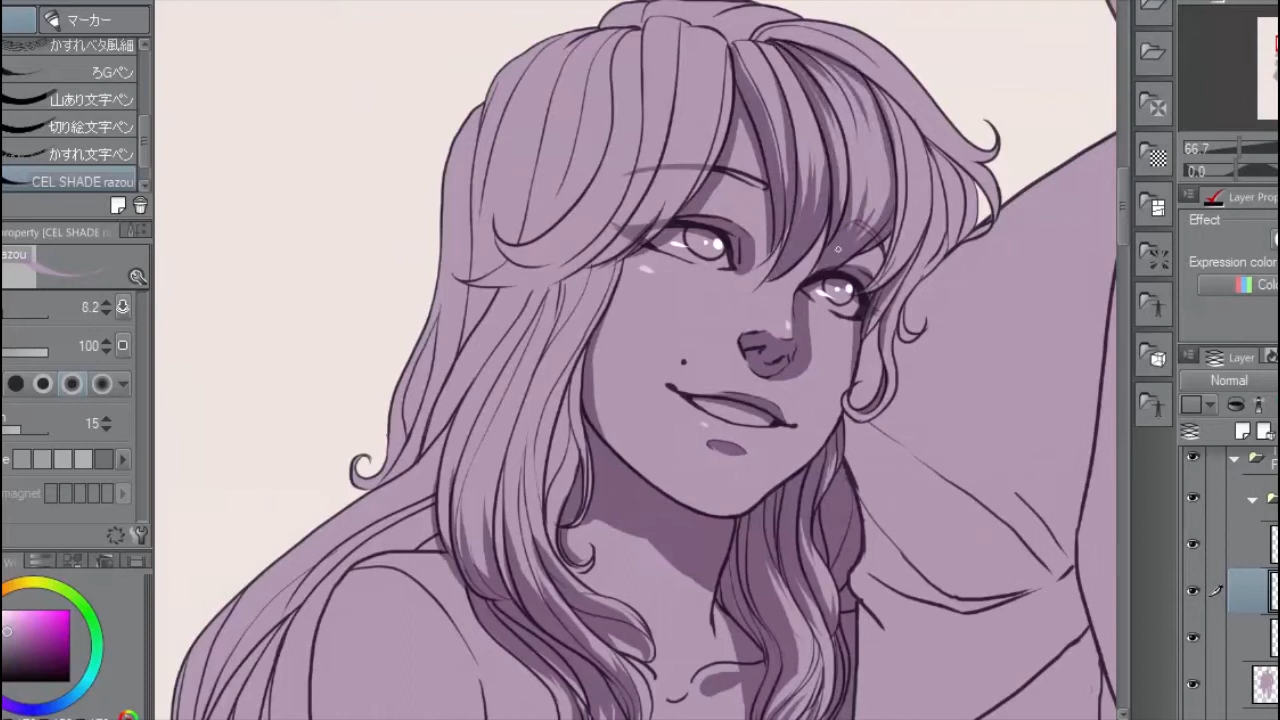 マーカー
かすれベタ風細
ろGペン
山あり文字ペン
切り絵文字ペン
かすれ文字ペン
CEL SHADE razou
property [CEL SHADE ra
zou
8.2
100
15
e
magnet
66.7
0.0
Layer Prop
Effect
Expression color
Colo
Layer
Normal